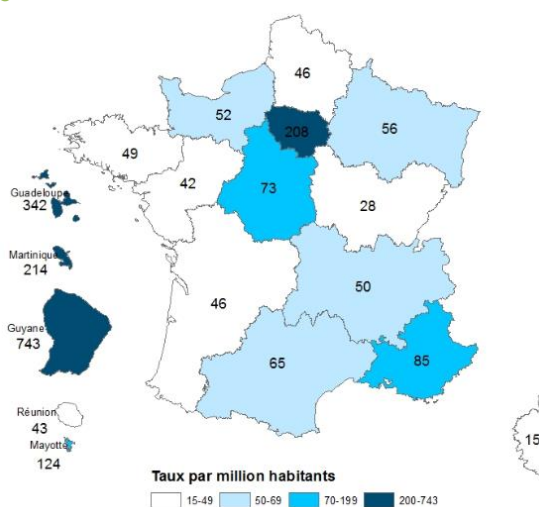 46
52
208
56
49
42
73
28
Guadeloupe
342
Martinique
214
50
46
Guyane
743
65
85
Réunion
43
Mayotte
124
15
Taux par million habitants
15-49 50-69 70-199 200-743